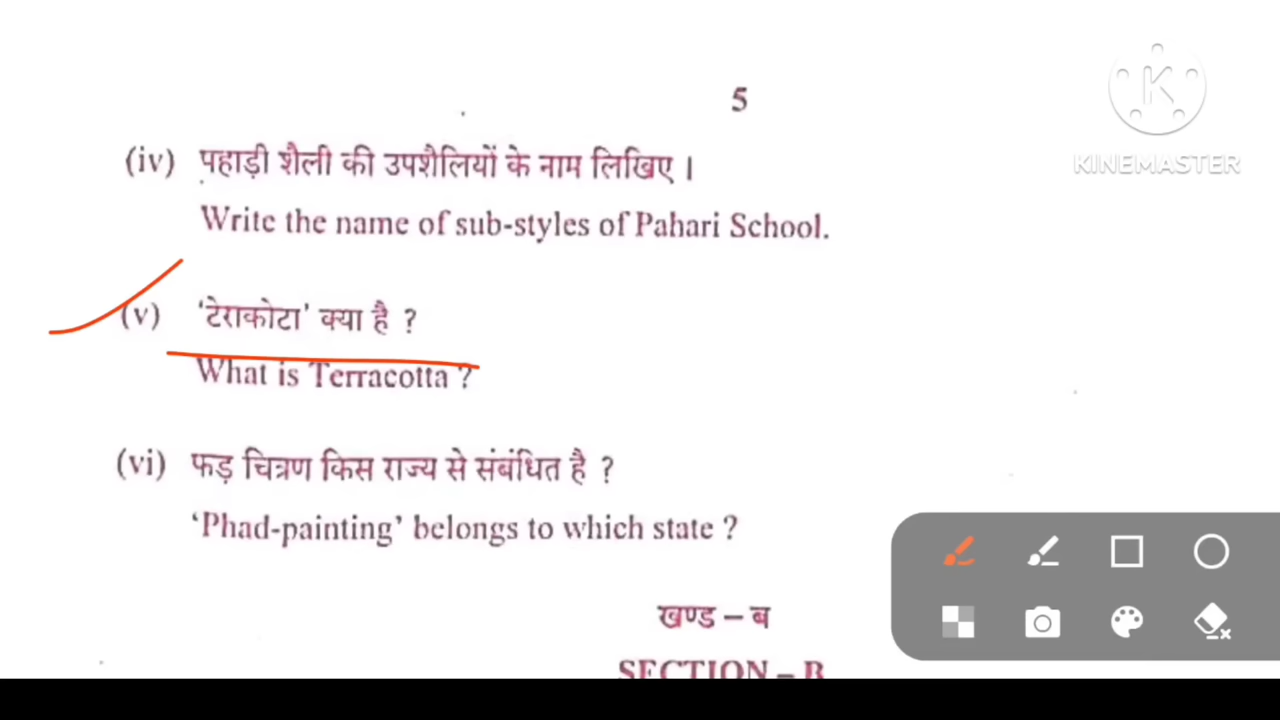 5
KINEMASTER
(iv) पहाड़ी शैली की उपशैलियों के नाम लिखिए ।
Write the name of sub-styles of Pahari School.
(v) ‘टेराकोटा’ क्या है ?
What is Terracotta ?
(vi) फड़ चित्रण किस राज्य से संबंधित है ?
‘Phad-painting’ belongs to which state ?
खण्ड – ब
SECTION – B